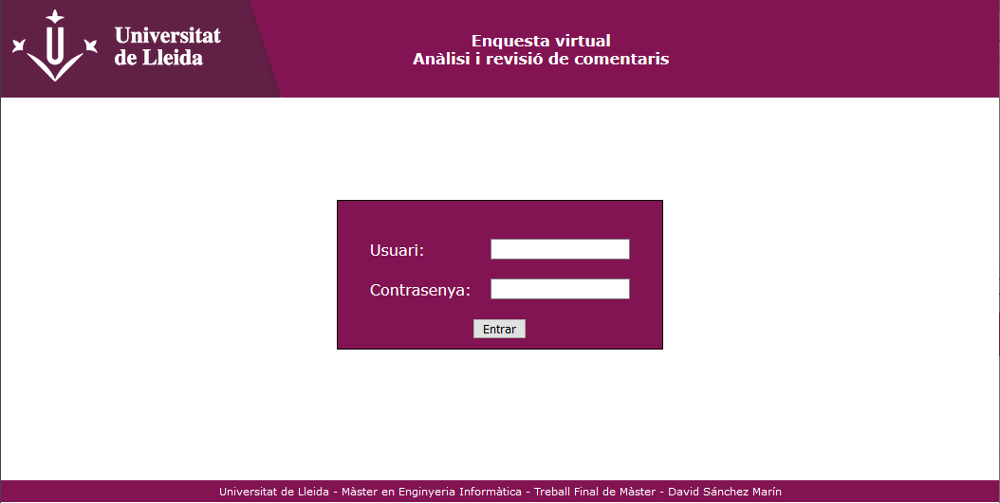 Universitat
de Lleida
Enquesta virtual
Anàlisi i revisió de comentaris
Usuari:
Contrasenya:
Entrar
Universitat de Lleida - Màster en Enginyeria Informàtica - Treball Final de Màster - David Sánchez Marín